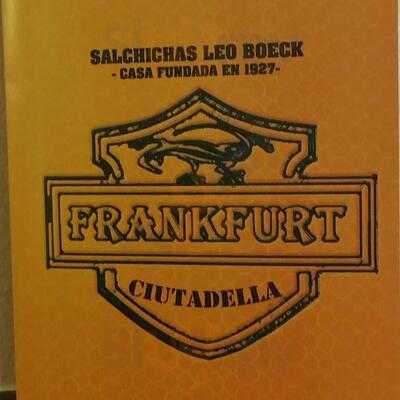 SALCHICHAS LEO BOECK
- CASA FUNDADA EN 1927-
FRANKFURT
CIUTADELLA